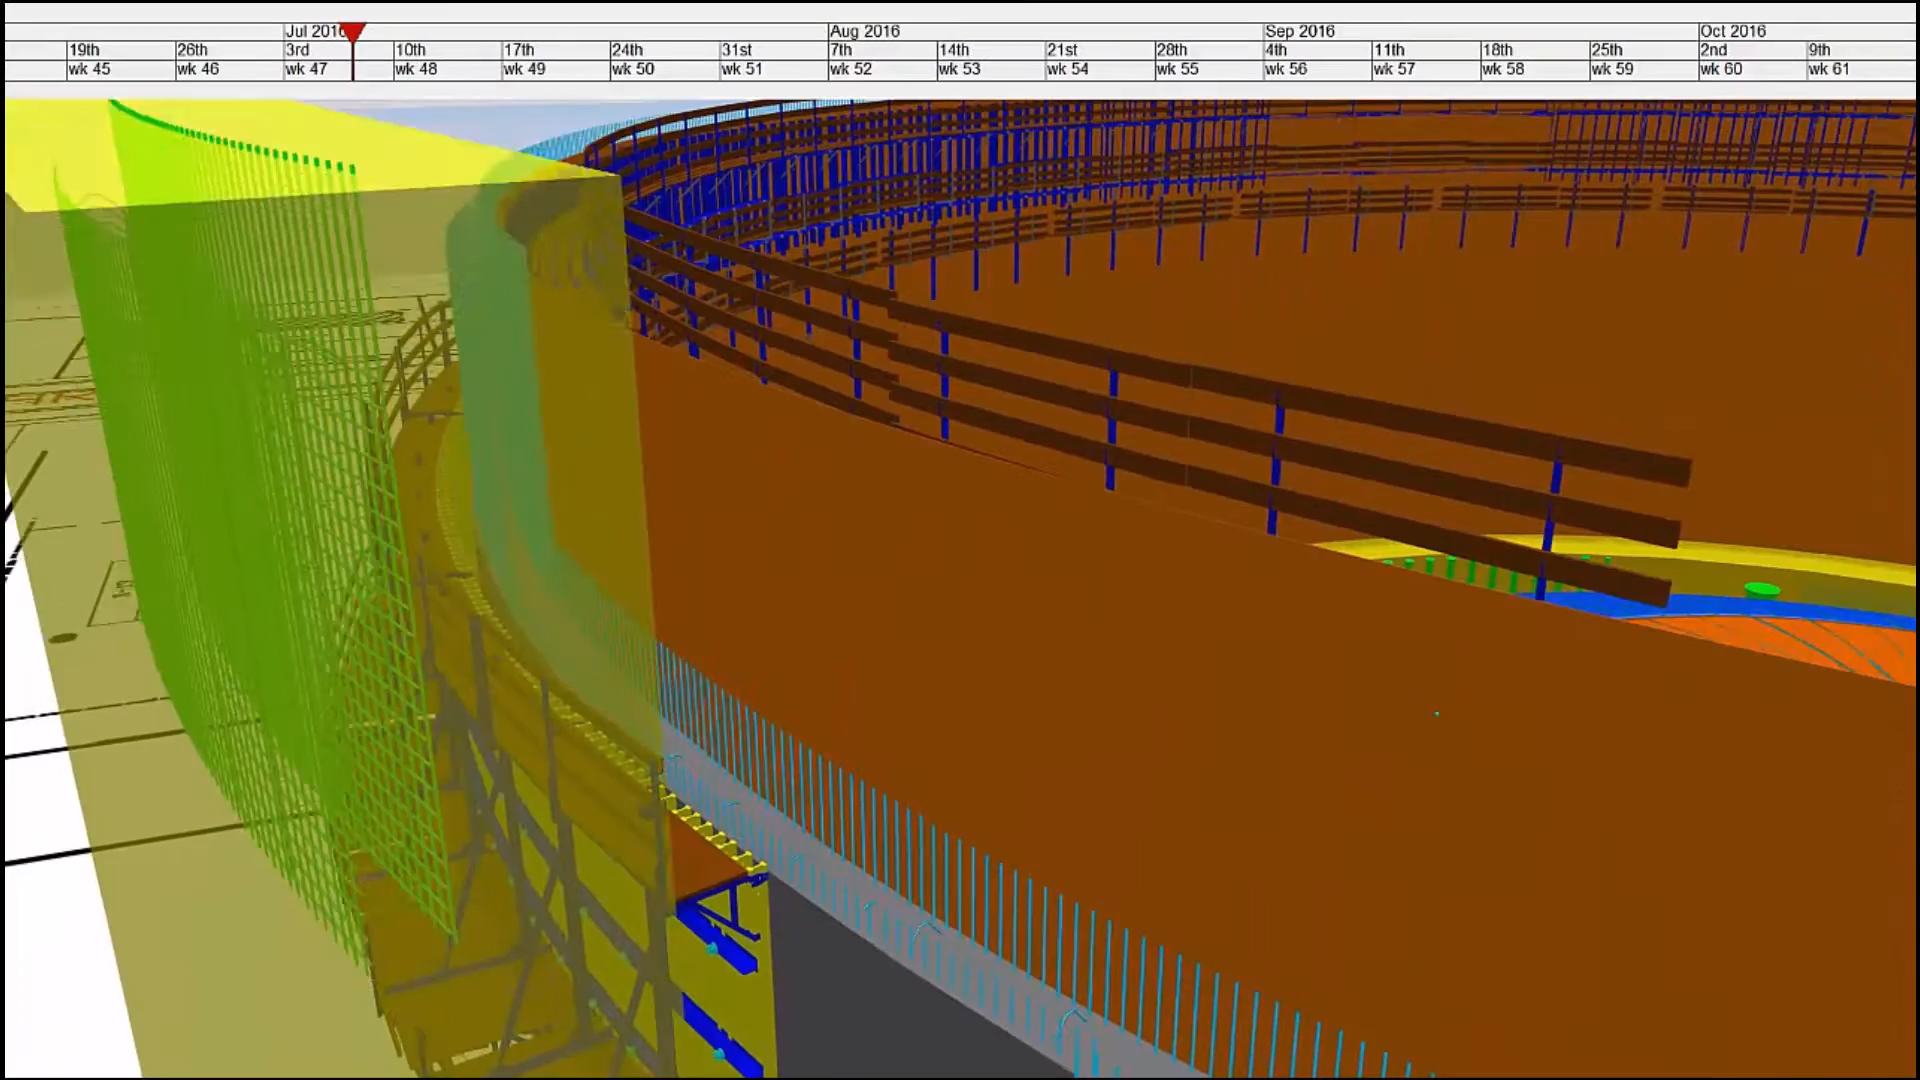 Jul 2016 Aug 2016 Sep 2016 Oct 2016
19th 26th 3rd 10th 17th 24th 31st 7th 14th 21st 28th 4th 11th 18th 25th 2nd 9th
wk 45 wk 46 wk 47 wk 48 wk 49 wk 50 wk 51 wk 52 wk 53 wk 54 wk 55 wk 56 wk 57 wk 58 wk 59 wk 60 wk 61